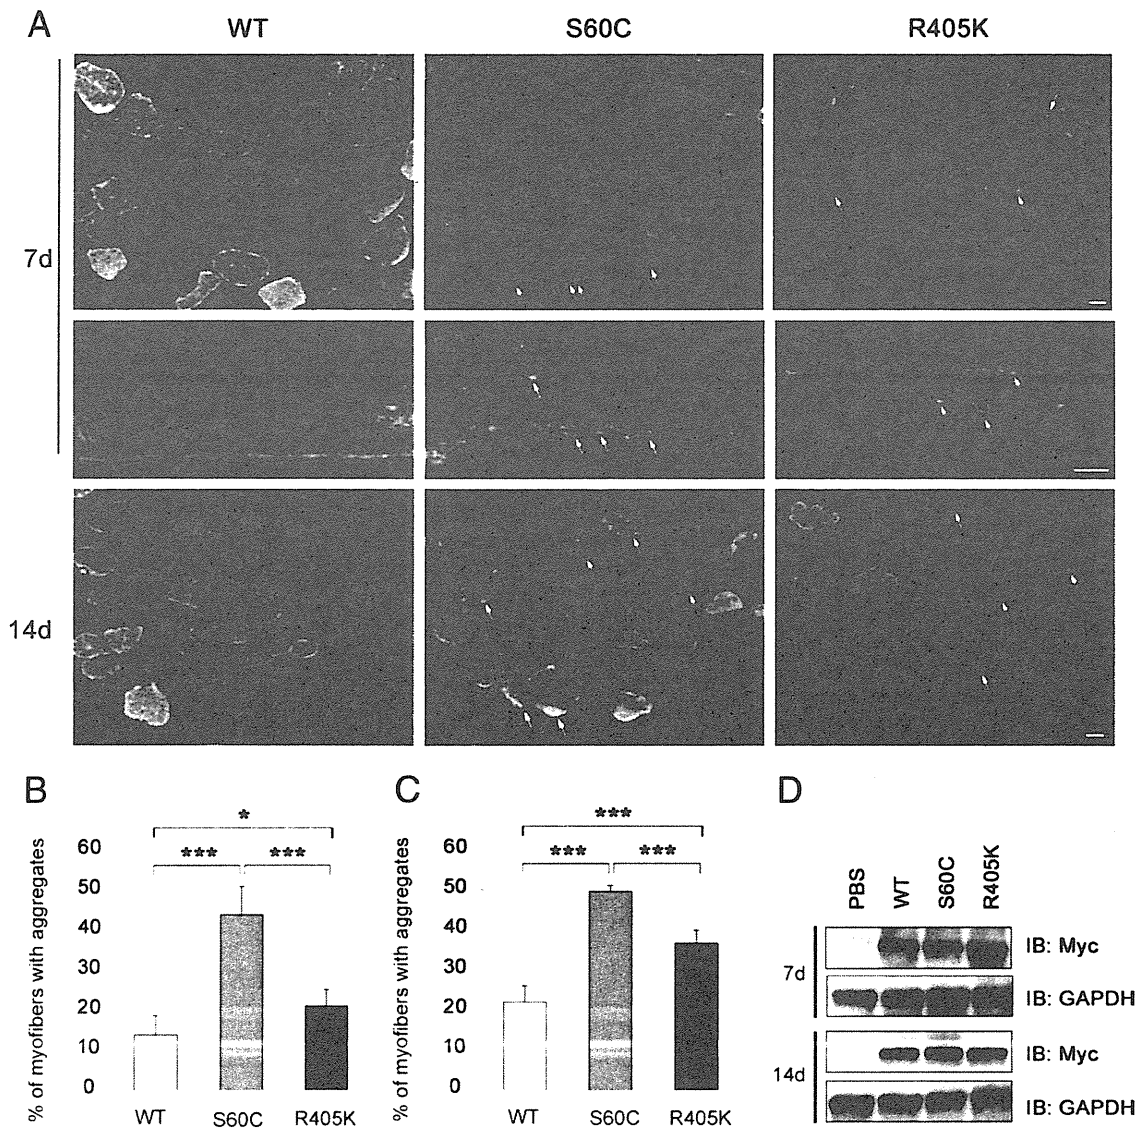 A
WT S60C R405K
7d
14d
B
% of myofibers with aggregates
60
50
40
30
20
10
0
*
*** ***
WT S60C R405K
C
% of myofibers with aggregates
60
50
40
30
20
10
0
***
*** ***
WT S60C R405K
D
PBS WT S60C R405K
7d
IB: Myc
IB: GAPDH
14d
IB: Myc
IB: GAPDH